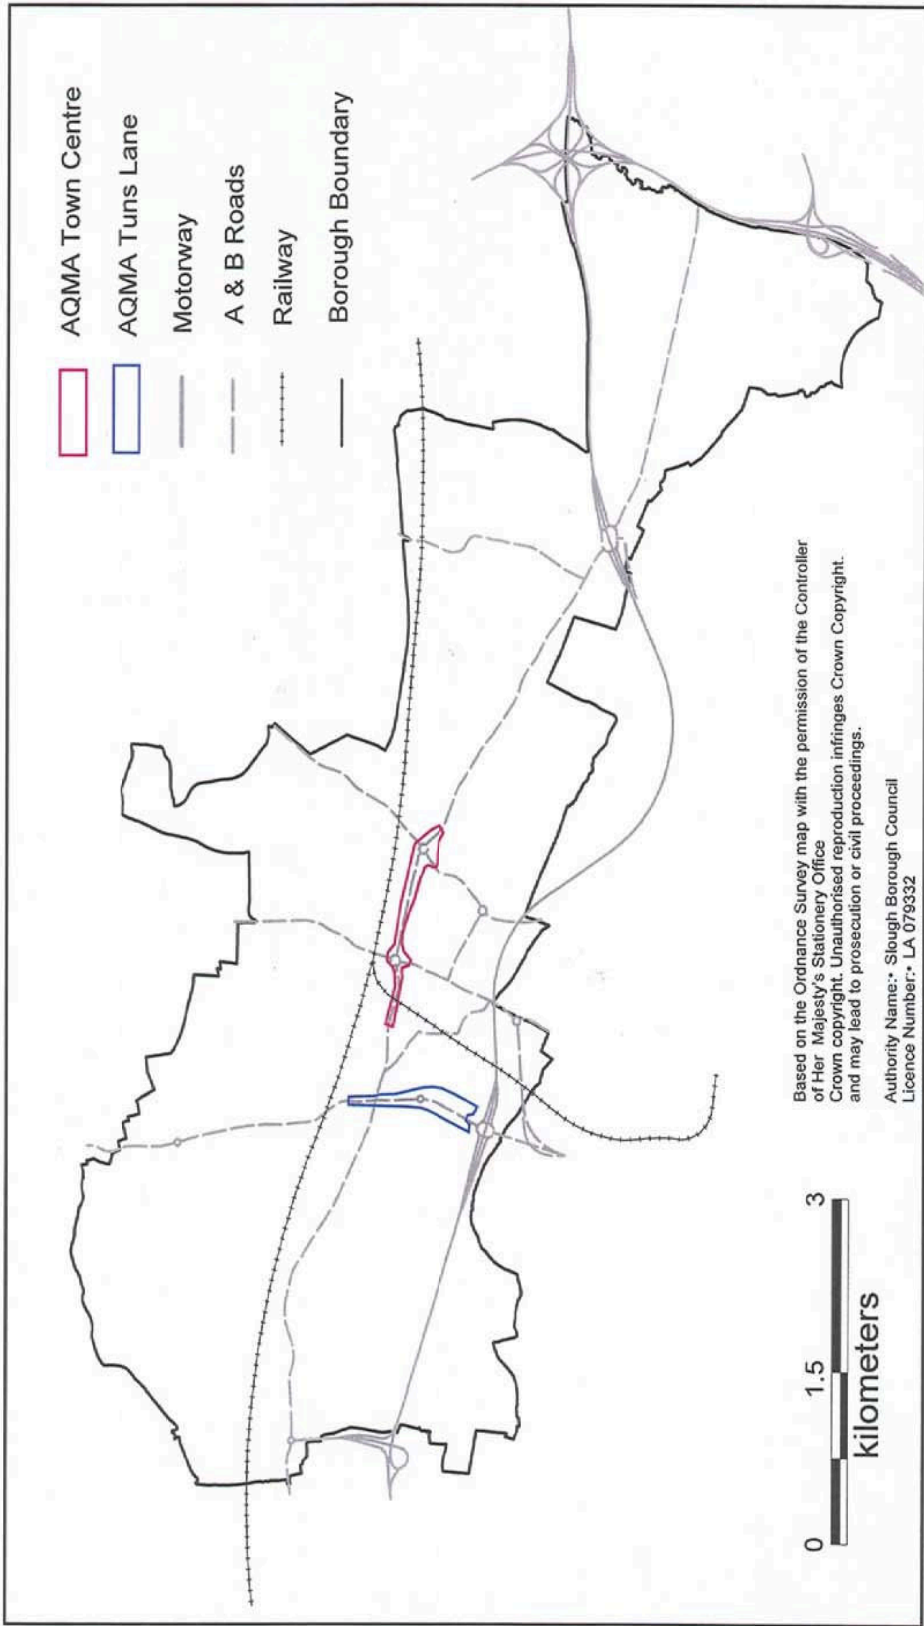 AQMA Town Centre
AQMA Tuns Lane
Motorway
A & B Roads
Railway
Borough Boundary
Based on the Ordnance Survey map with the permission of the Controller
of Her Majesty's Stationery Office
Crown copyright. Unauthorised reproduction infringes Crown Copyright.
and may lead to prosecution or civil proceedings.
Authority Name:• Slough Borough Council
Licence Number:• LA 079332
0 1.5 3
kilometers